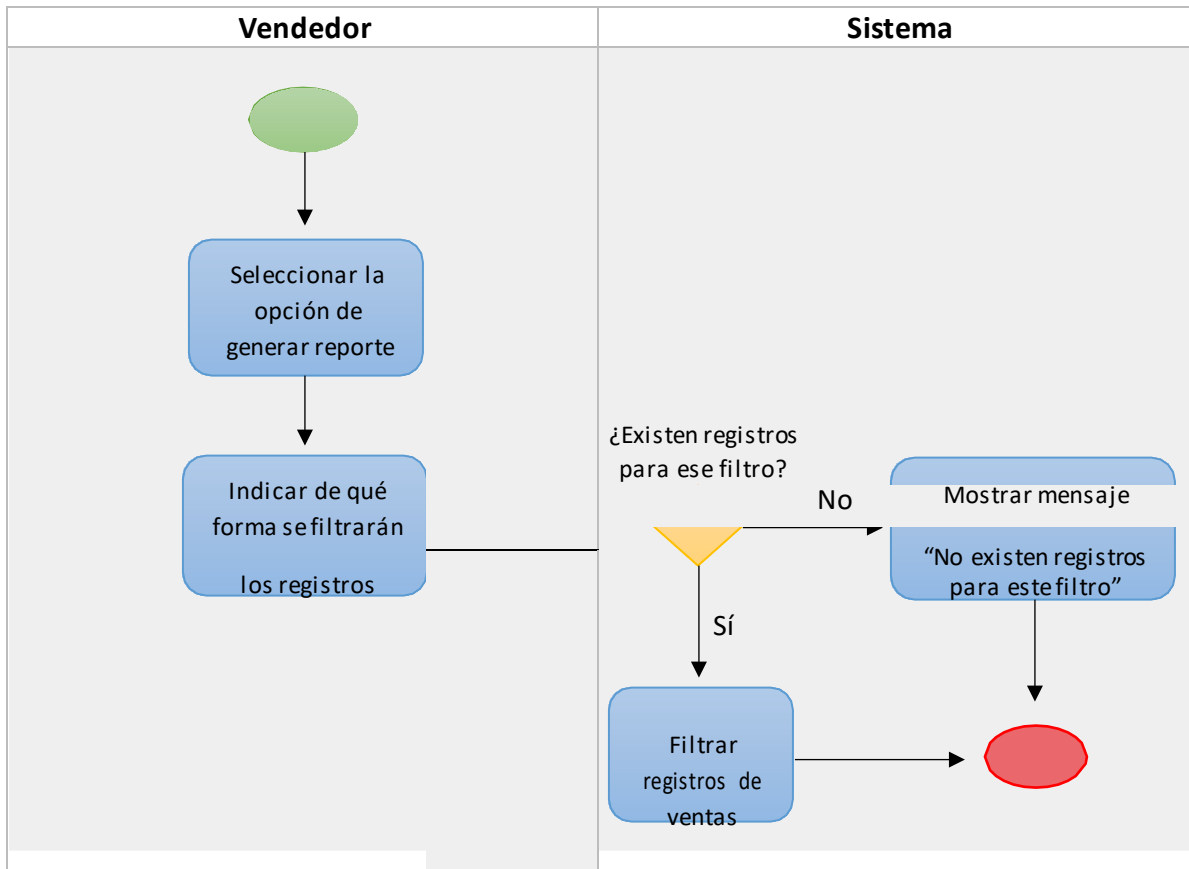 Vendedor
Sistema
Seleccionar la
opción de
generar reporte
Indicar de qué
forma se filtrarán
los registros
¿Existen registros
para ese filtro?
No
Mostrar mensaje
“No existen registros
para este filtro”
Sí
Filtrar
registros de
ventas